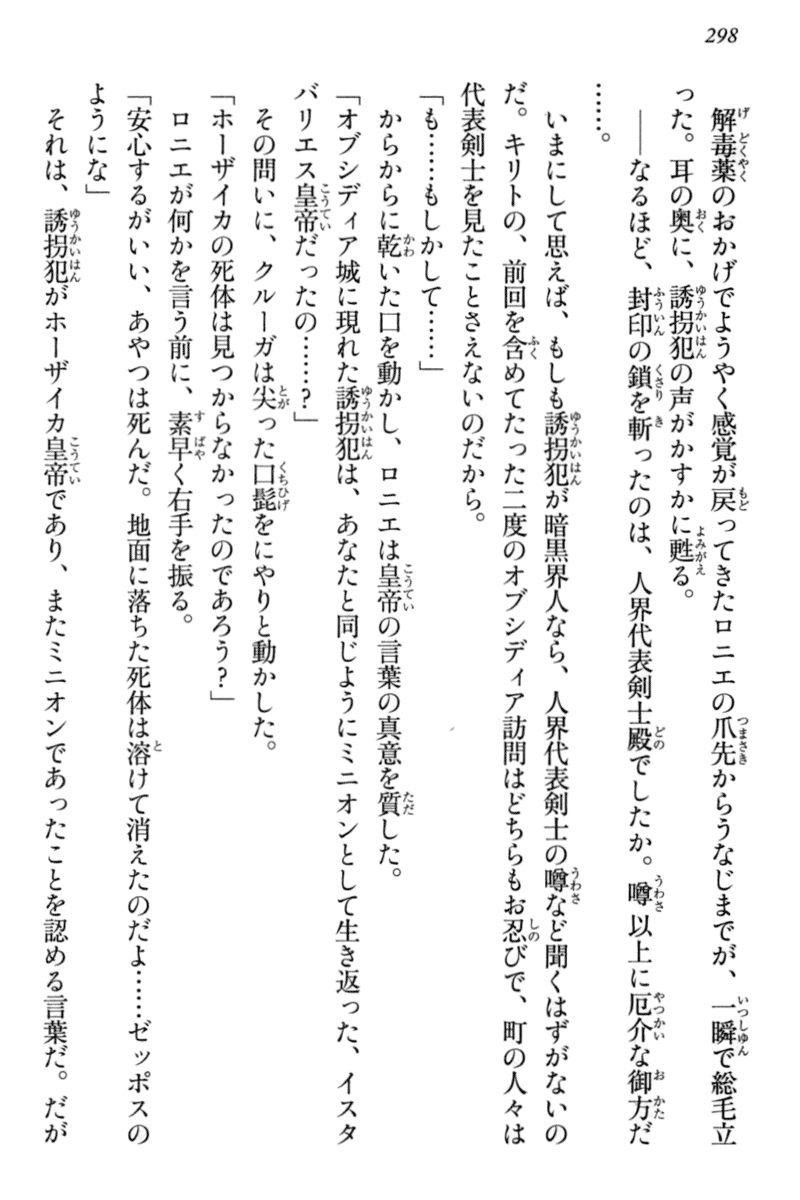 298
解毒薬のおかげでようやく感覚が戻ってきたロニエの爪先からうなじまでが、一瞬で総毛立
った。耳の奥に、誘拐犯の声がかすかに甦る。
――なるほど、封印の鎖を斬ったのは、人界代表剣士殿でしたか。噂以上に厄介な御方だ
……。
いまにして思えば、もしも誘拐犯が暗黒界人なら、人界代表剣士の噂など聞くはずがないの
だ。キリトの、前回を含めてたった二度のオブシディア訪問はどちらもお忍びで、町の人々は
代表剣士を見たことさえないのだから。
「も……もしかして……」
からからに乾いた口を動かし、ロニエは皇帝の言葉の真意を質した。
「オブシディア城に現れた誘拐犯は、あなたと同じようにミニオンとして生き返った、イスタ
バリエス皇帝だったの……？」
その問いに、クルーガは尖った口髭をにやりと動かした。
「ホーザイカの死体は見つからなかったのであろう？」
ロニエが何かを言う前に、素早く右手を振る。
「安心するがいい、あやつは死んだ。地面に落ちた死体は溶けて消えたのだよ……ゼッポスの
ようにな」
それは、誘拐犯がホーザイカ皇帝であり、またミニオンであったことを認める言葉だ。だが